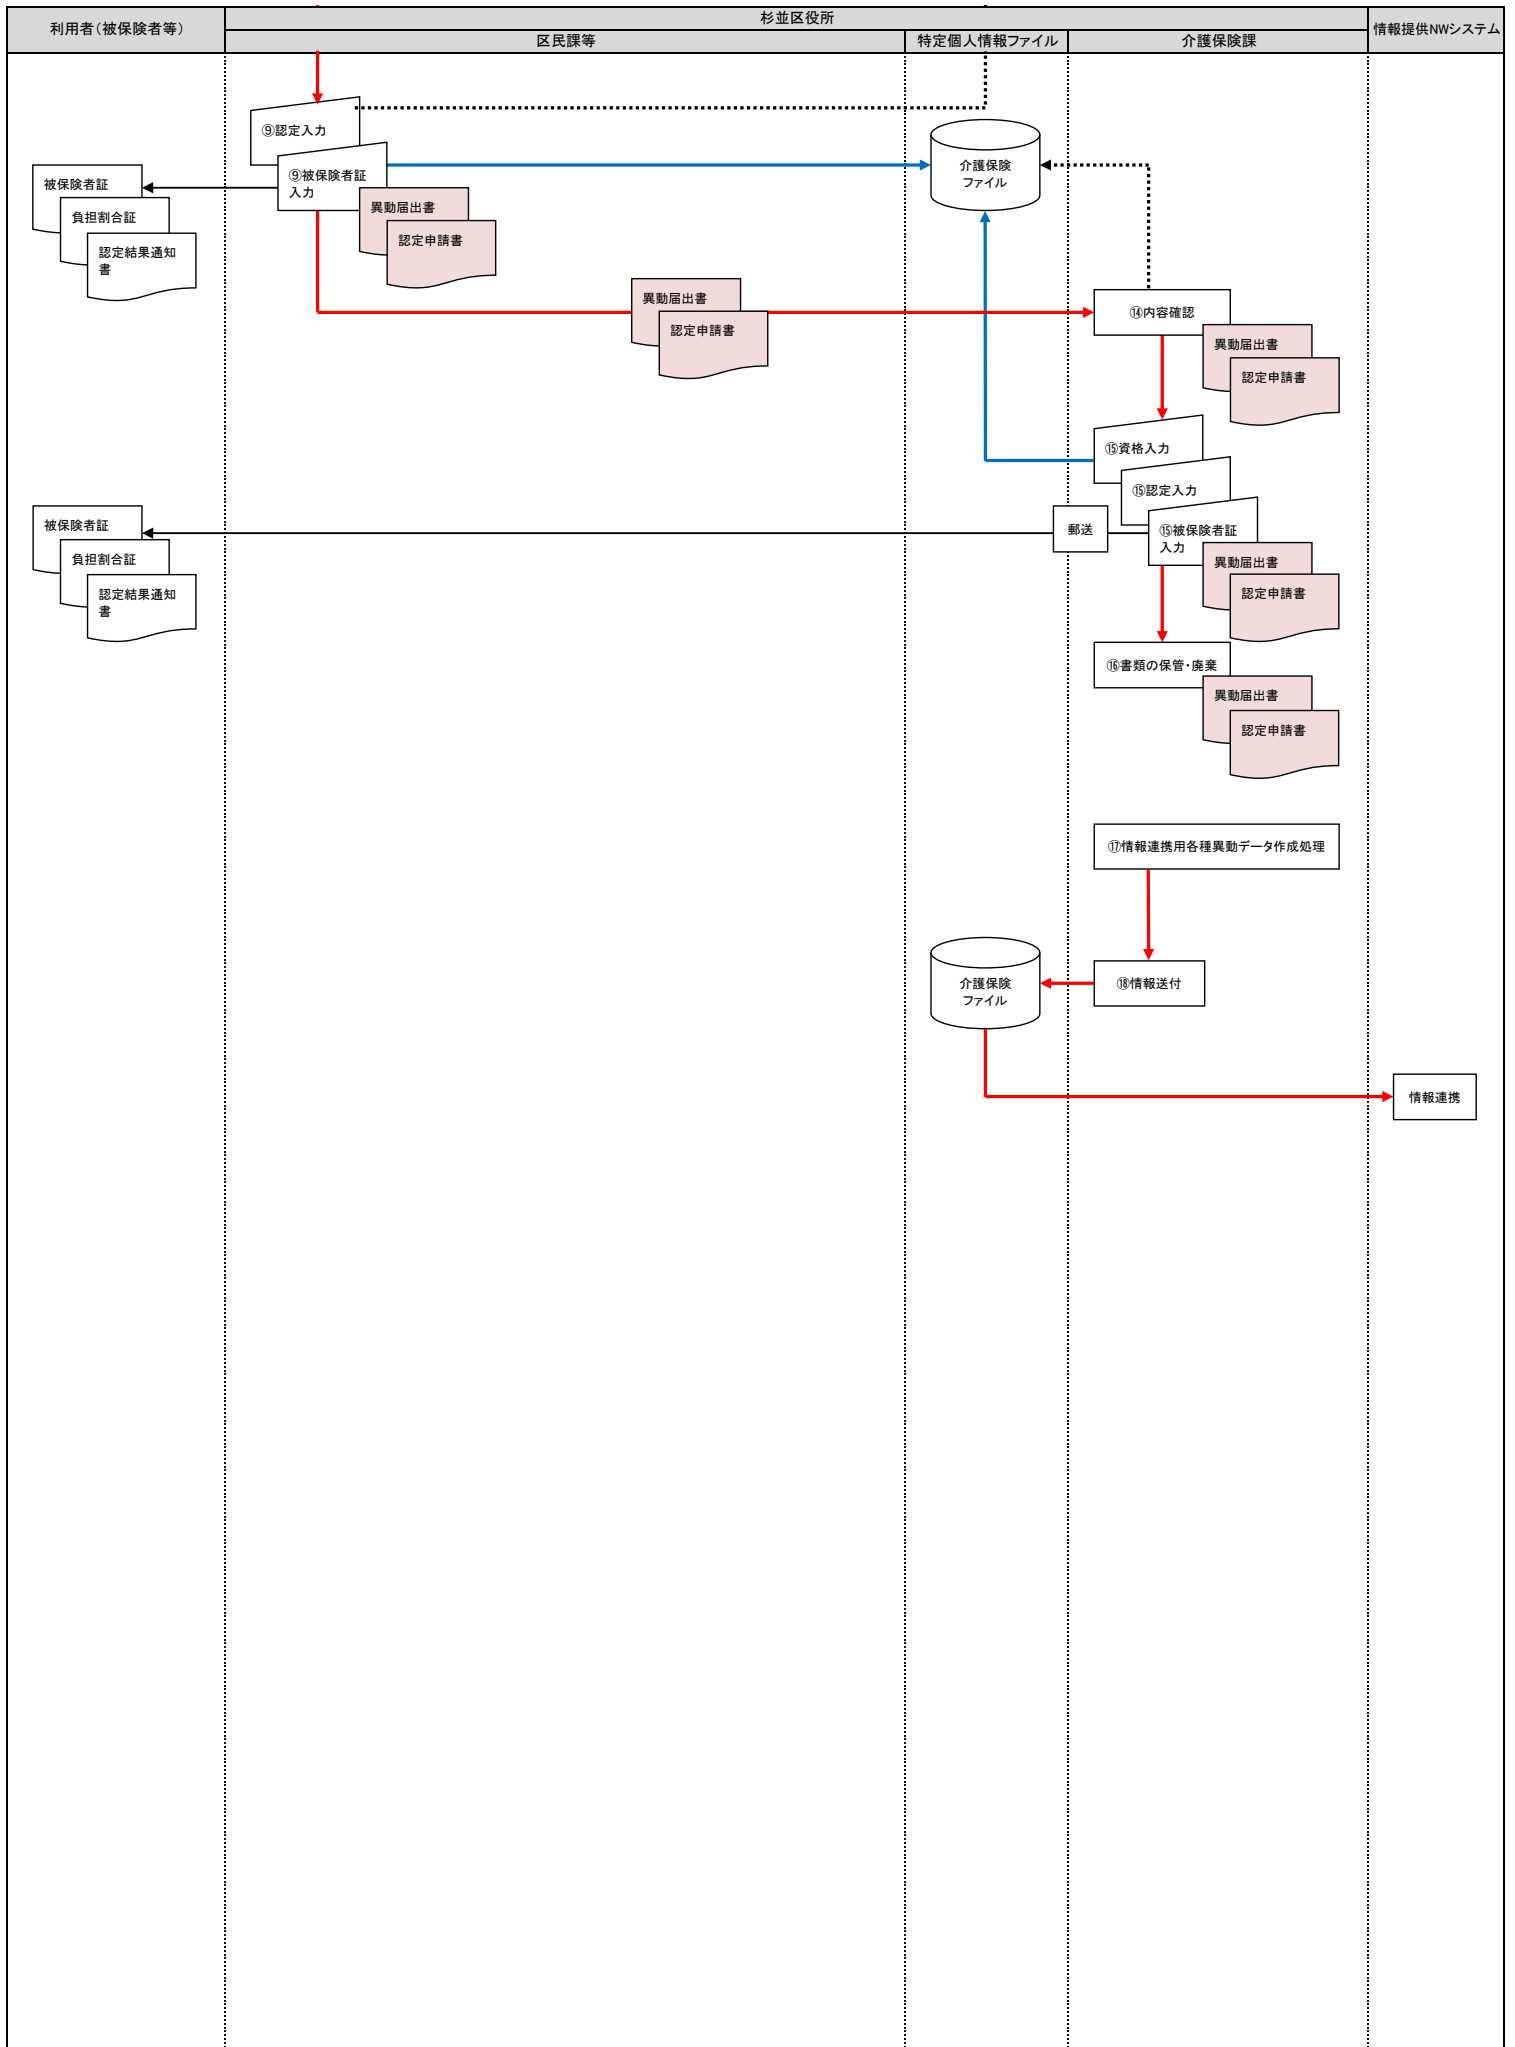 利用者（被保険者等）
杉並区役所
情報提供NWシステム
区民課等
特定個人情報ファイル
介護保険課
⑨認定入力
⑨被保険者証
入力
異動届出書
認定申請書
被保険者証
負担割合証
認定結果通知
書
介護保険
ファイル
異動届出書
認定申請書
⑭内容確認
異動届出書
認定申請書
⑮資格入力
⑮認定入力
⑮被保険者証
入力
異動届出書
認定申請書
郵送
被保険者証
負担割合証
認定結果通知
書
⑯書類の保管・廃棄
異動届出書
認定申請書
⑰情報連携用各種異動データ作成処理
介護保険
ファイル
⑱情報送付
情報連携